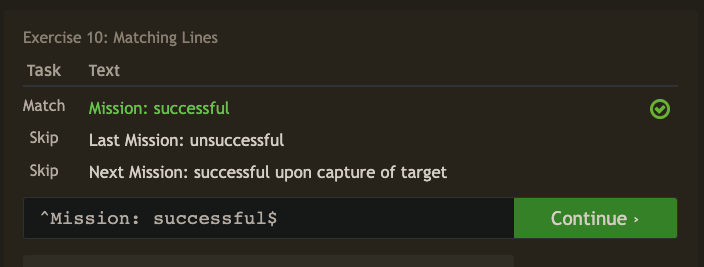 Exercise 10: Matching Lines
Task Text
Match Mission: successful
Skip Last Mission: unsuccessful
Skip Next Mission: successful upon capture of target
^Mission: successful$ Continue ›